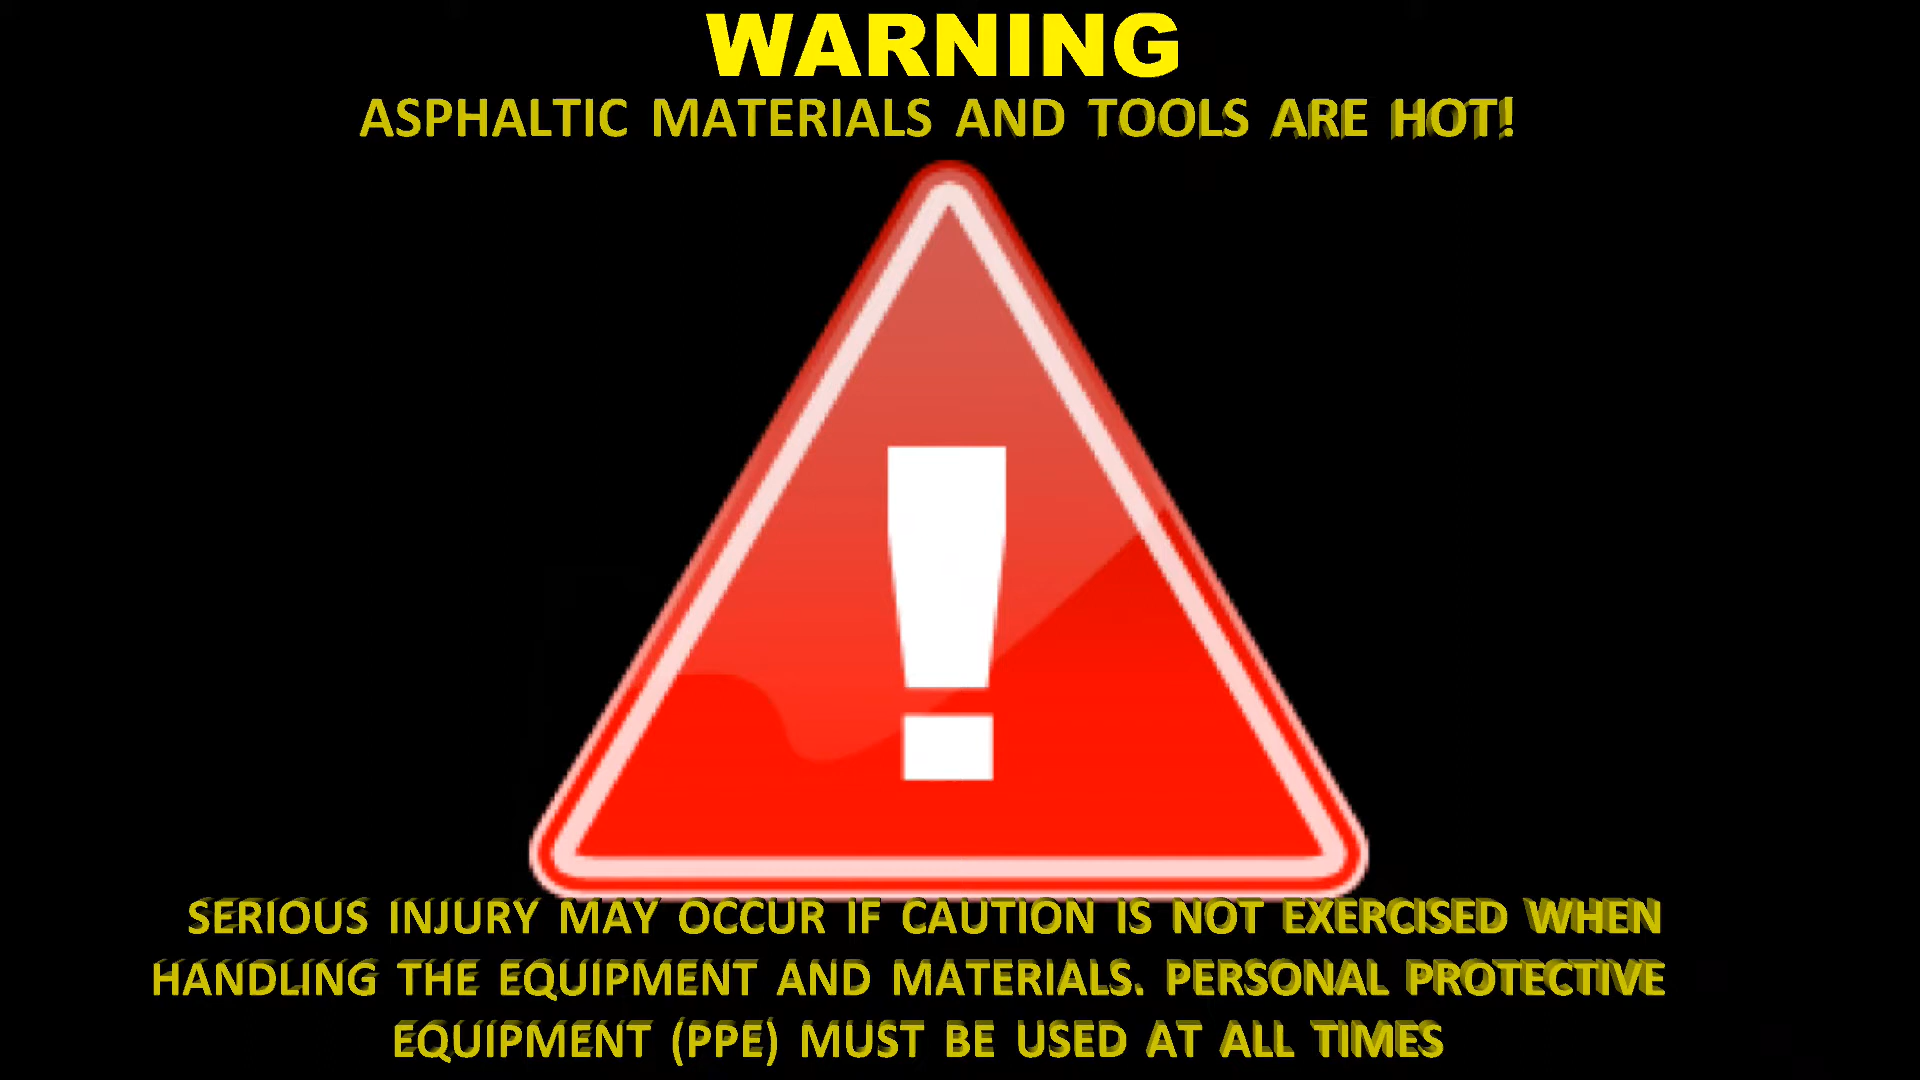 WARNING
ASPHALTIC MATERIALS AND TOOLS ARE HOT!
!
SERIOUS INJURY MAY OCCUR IF CAUTION IS NOT EXERCISED WHEN
HANDLING THE EQUIPMENT AND MATERIALS. PERSONAL PROTECTIVE
EQUIPMENT (PPE) MUST BE USED AT ALL TIMES